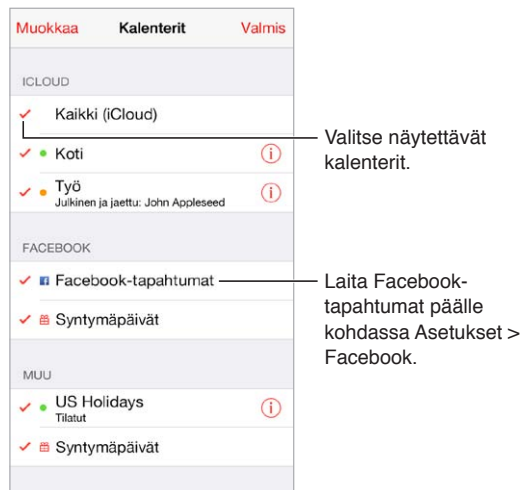 Muokkaa Kalenterit Valmis
ICLOUD
Kaikki (iCloud)
Koti
Työ
Julkinen ja jaettu: John Appleseed
FACEBOOK
Facebook-tapahtumat
Syntymäpäivät
MUU
US Holidays
Tilatut
Syntymäpäivät
Valitse näytettävät
kalenterit.
Laita Facebook-
tapahtumat päälle
kohdassa Asetukset >
Facebook.